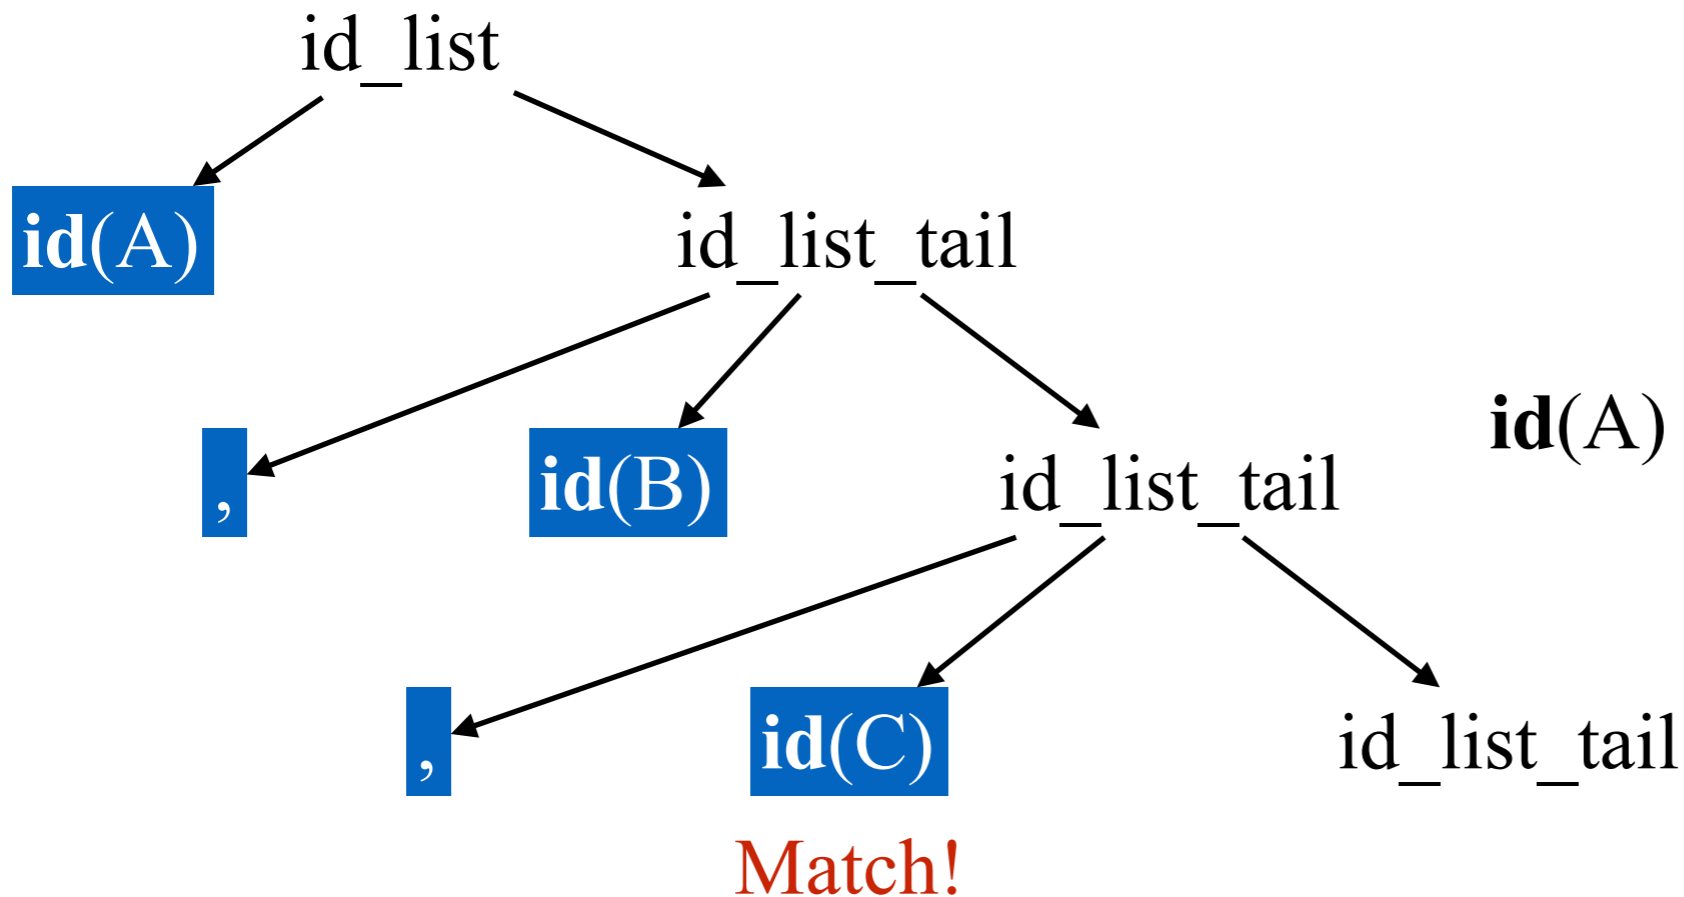 id_list
id(A)
id_list_tail
id(A)
,
id(B)
id_list_tail
,
id(C)
id_list_tail
Match!